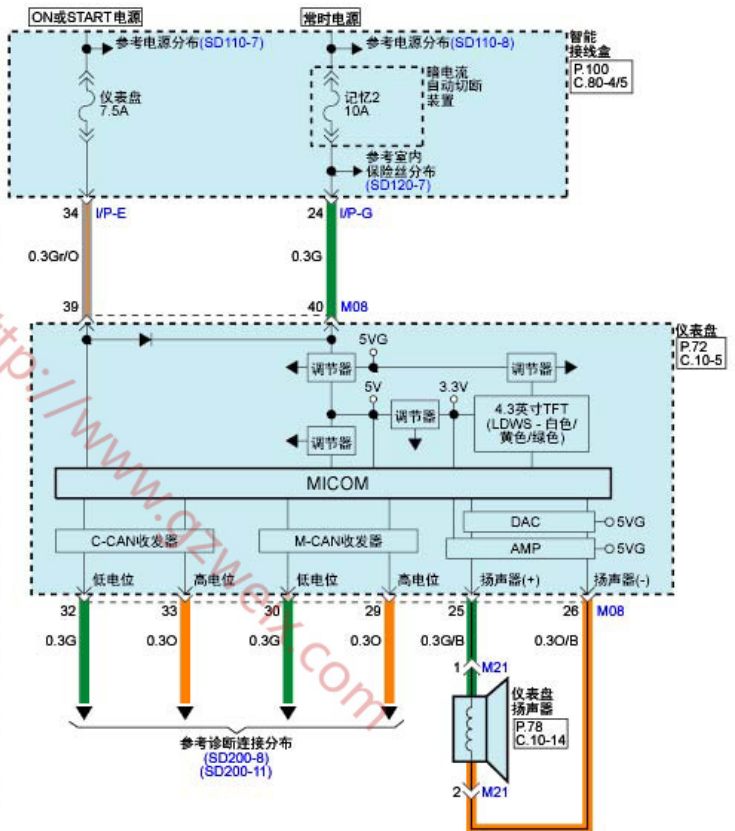 ON或START电源
常时电源
参考电源分布(SD110-7)
参考电源分布(SD110-8)
智能
接线盒
P.100
C.80-4/5
仪表盘
7.5A
记忆2
10A
暗电流
自动切断
装置
参考室内
保险丝分布
(SD120-7)
34 I/P-E
24 I/P-G
0.3Gr/O
0.3G
39
40 M08
仪表盘
P.72
C.10-5
5VG
调节器
调节器
5V
3.3V
调节器
调节器
4.3英寸TFT
(LDWS - 白色/
黄色/绿色)
MICOM
DAC
5VG
C-CAN收发器
M-CAN收发器
AMP
5VG
低电位
高电位
低电位
高电位
扬声器(+)
扬声器(-)
32
33
30
29
25
26 M08
0.3G
0.3O
0.3G
0.3O
0.3G/B
0.3O/B
1 M21
仪表盘
扬声器
P.78
C.10-14
2 M21
参考诊断连接分布
(SD200-8)
(SD200-11)
http://www.gzweix.com